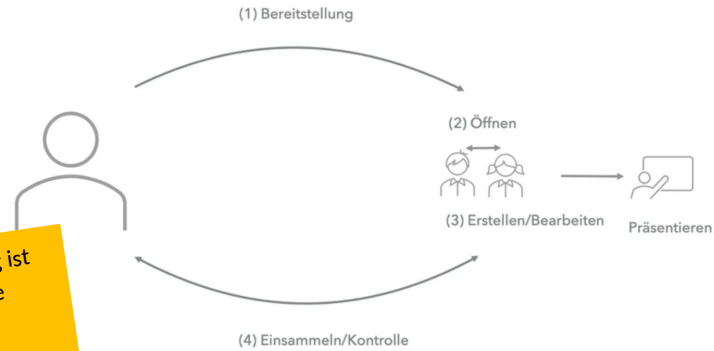 (1) Bereitstellung
(2) Öffnen
(3) Erstellen/Bearbeiten
Präsentieren
ist
(4) Einsammeln/Kontrolle